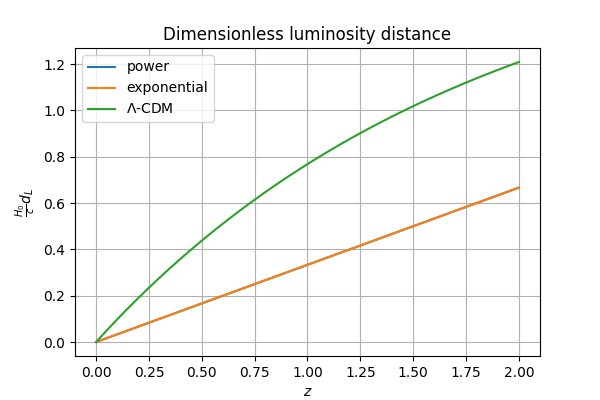 Dimensionless luminosity distance
power
exponential
Λ-CDM
1.2
1.0
0.8
0.6
0.4
0.2
0.0
H₀/c d_L
0.00 0.25 0.50 0.75 1.00 1.25 1.50 1.75 2.00
z